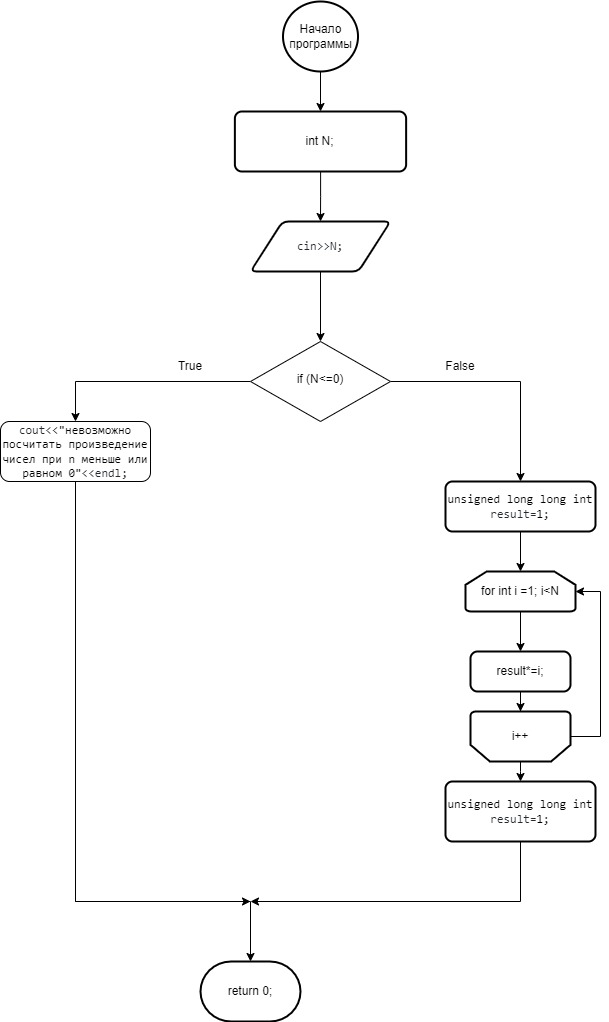 Начало
программы
int N;
cin>>N;
if (N<=0)
True
False
cout<<"невозможно
посчитать произведение
чисел при n меньше или
равном 0"<<endl;
unsigned long long int
result=1;
for int i =1; i<N
result*=i;
i++
unsigned long long int
result=1;
return 0;